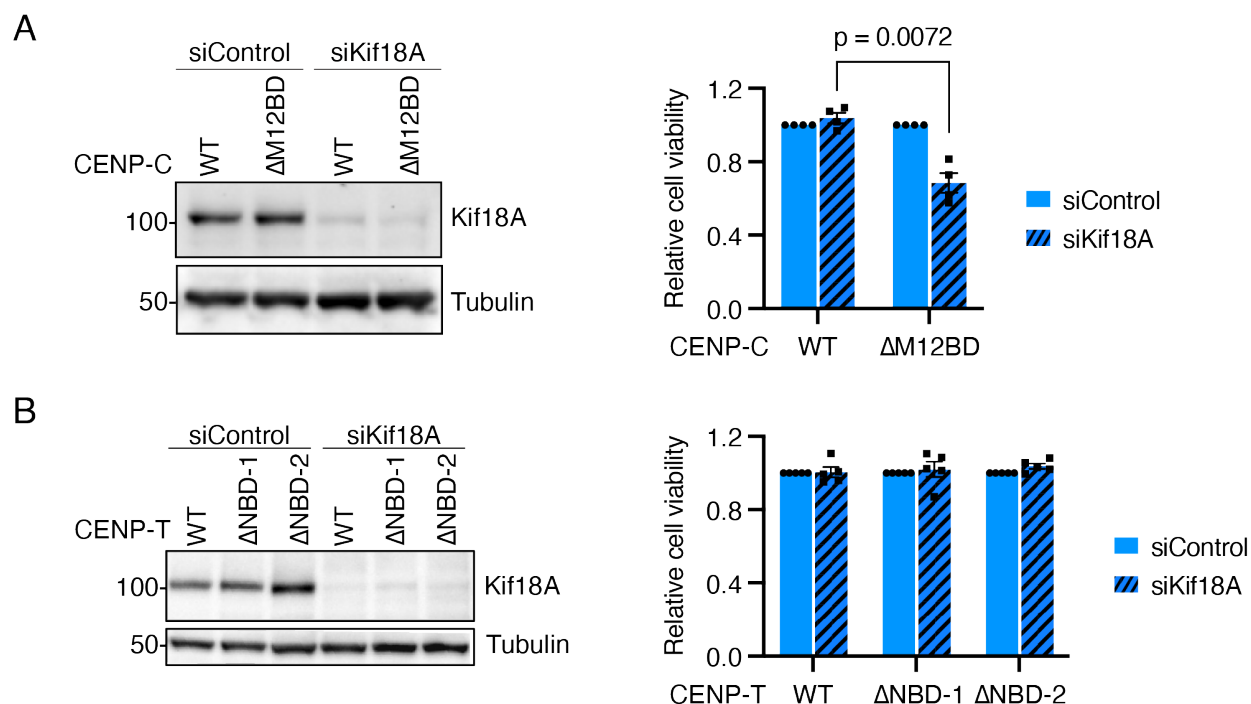 A
siControl siKif18A
CENP-C WT ΔM12BD WT ΔM12BD
100- Kif18A
50- Tubulin
p = 0.0072
Relative cell viability
1.2
0.8
0.4
0.0
CENP-C WT ΔM12BD
siControl
siKif18A
B
siControl siKif18A
CENP-T WT ΔNBD-1 ΔNBD-2 WT ΔNBD-1 ΔNBD-2
100- Kif18A
50- Tubulin
Relative cell viability
1.2
0.8
0.4
0.0
CENP-T WT ΔNBD-1 ΔNBD-2
siControl
siKif18A